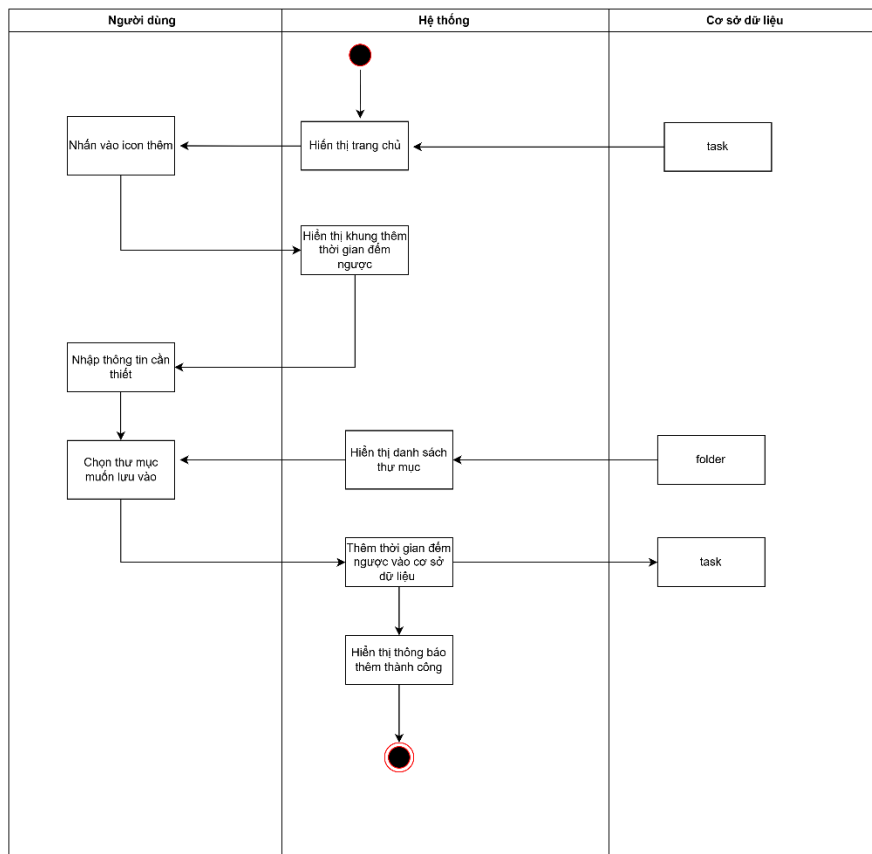 Người dùng
Hệ thống
Cơ sở dữ liệu
Nhấn vào icon thêm
Hiển thị trang chủ
task
Hiển thị khung thêm
thời gian đếm
ngược
Nhập thông tin cần
thiết
Chọn thư mục
muốn lưu vào
Hiển thị danh sách
thư mục
folder
Thêm thời gian đếm
ngược vào cơ sở
dữ liệu
task
Hiển thị thông báo
thêm thành công